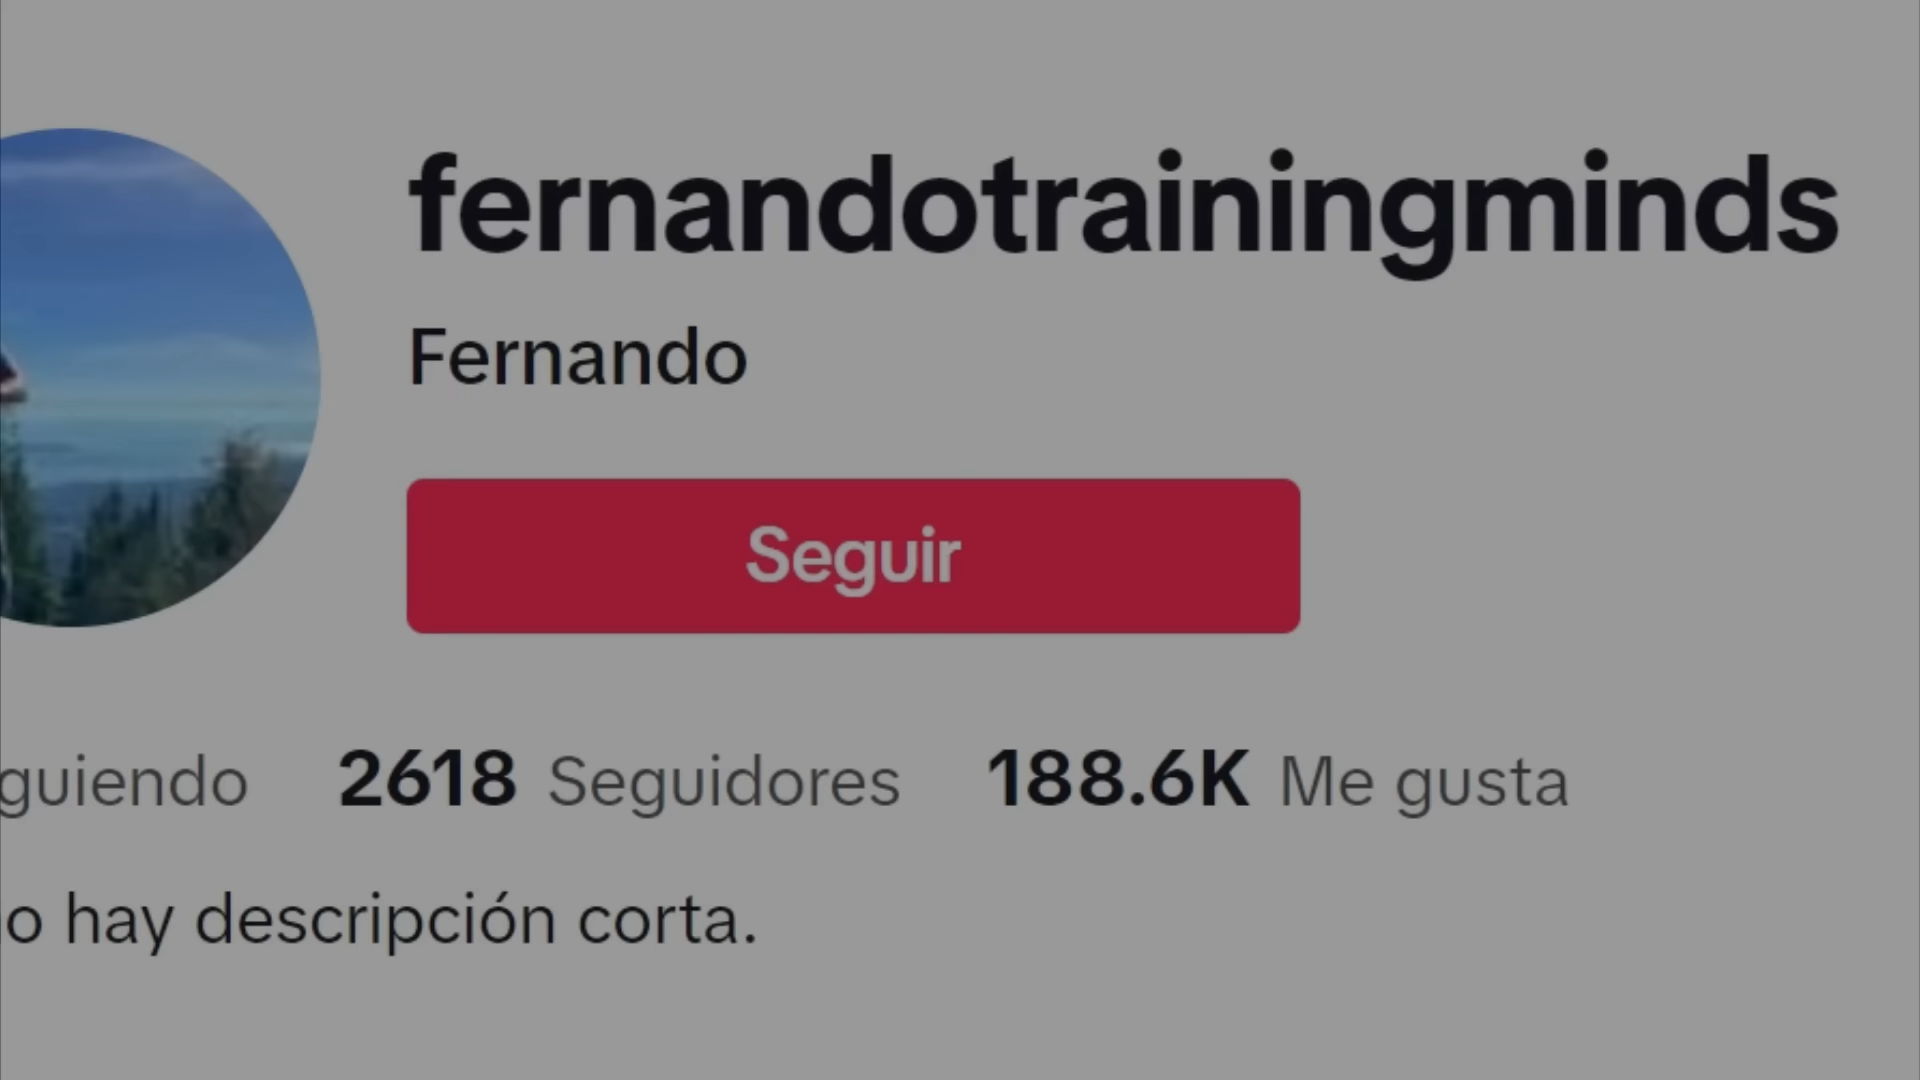 fernandotrainingminds
Fernando
Seguir
guiendo 2618 Seguidores 188.6K Me gusta
o hay descripción corta.